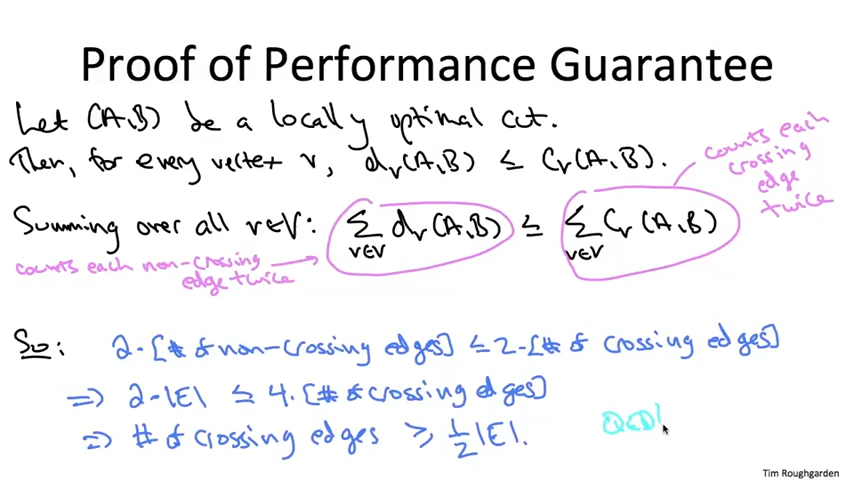 Proof of Performance Guarantee
Let (A,B) be a locally optimal cut.
Then, for every vertex v, dᵥ(A,B) ≤ Cᵥ(A,B).
counts each
crossing
edge
twice
Summing over all v∈V: ∑ dᵥ(A,B) ≤ ∑ Cᵥ(A,B)
v∈V v∈V
counts each non-crossing
edge twice
So: 2·[# of non-crossing edges] ≤ 2·[# of crossing edges]
⇒ 2·|E| ≤ 4·[# of crossing edges]
⇒ # of crossing edges ≥ 1/2 |E|.
QED!
Tim Roughgarden